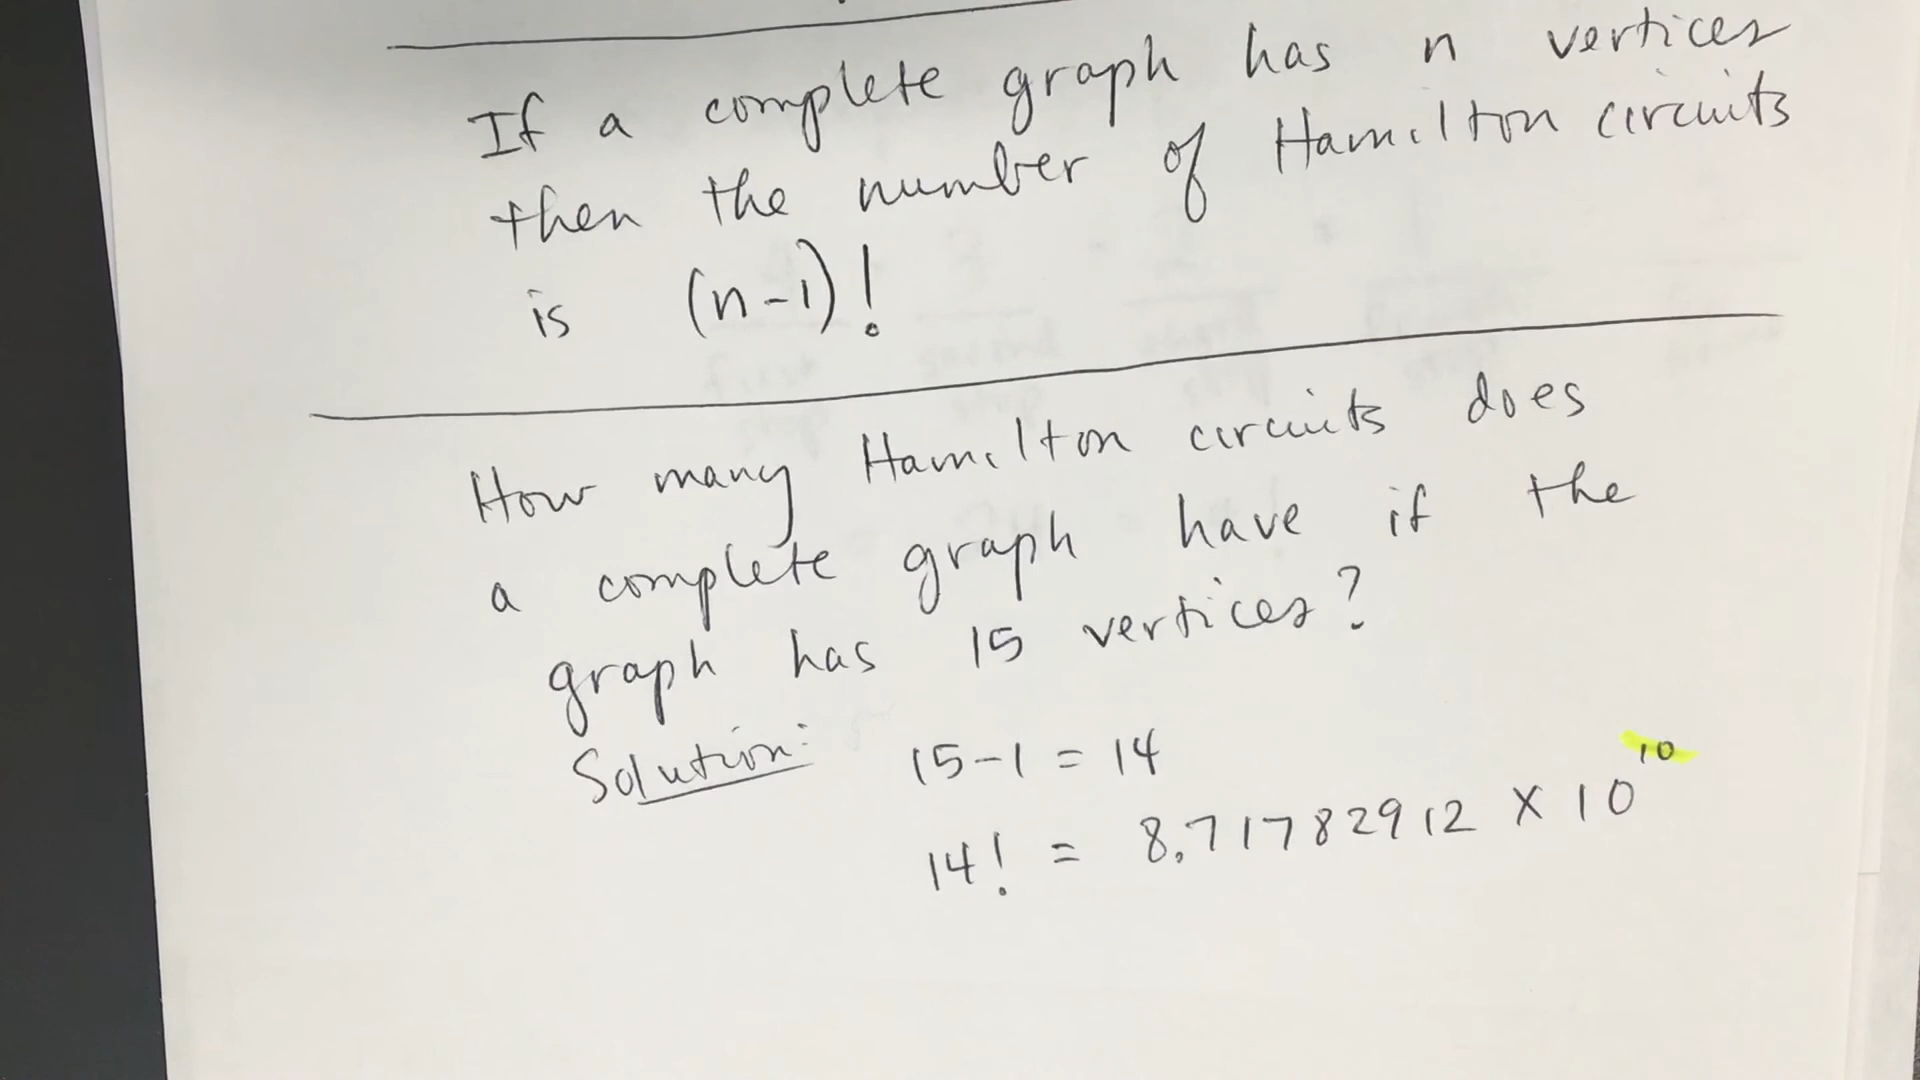 If a complete graph has n vertices
then the number of Hamilton circuits
is (n-1)!
How many Hamilton circuits does
a complete graph have if the
graph has 15 vertices?
Solution: 15-1 = 14
14! = 8.71782912 X 10^10